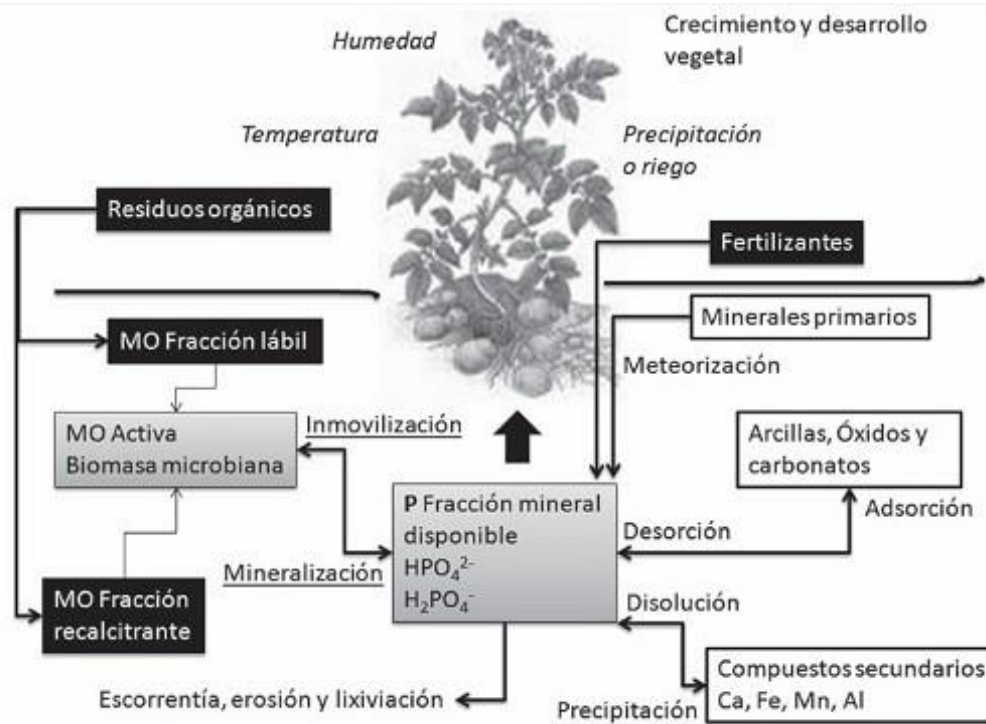 Humedad
Crecimiento y desarrollo
vegetal
Temperatura
Precipitación
o riego
Residuos orgánicos
Fertilizantes
Minerales primarios
MO Fracción lábil
Meteorización
Inmovilización
MO Activa
Biomasa microbiana
Arcillas, Óxidos y
carbonatos
P Fracción mineral
disponible
HPO₄²⁻
H₂PO₄⁻
Desorción
Adsorción
Mineralización
MO Fracción
recalcitrante
Disolución
Compuestos secundarios
Ca, Fe, Mn, Al
Escorrentía, erosión y lixiviación
Precipitación